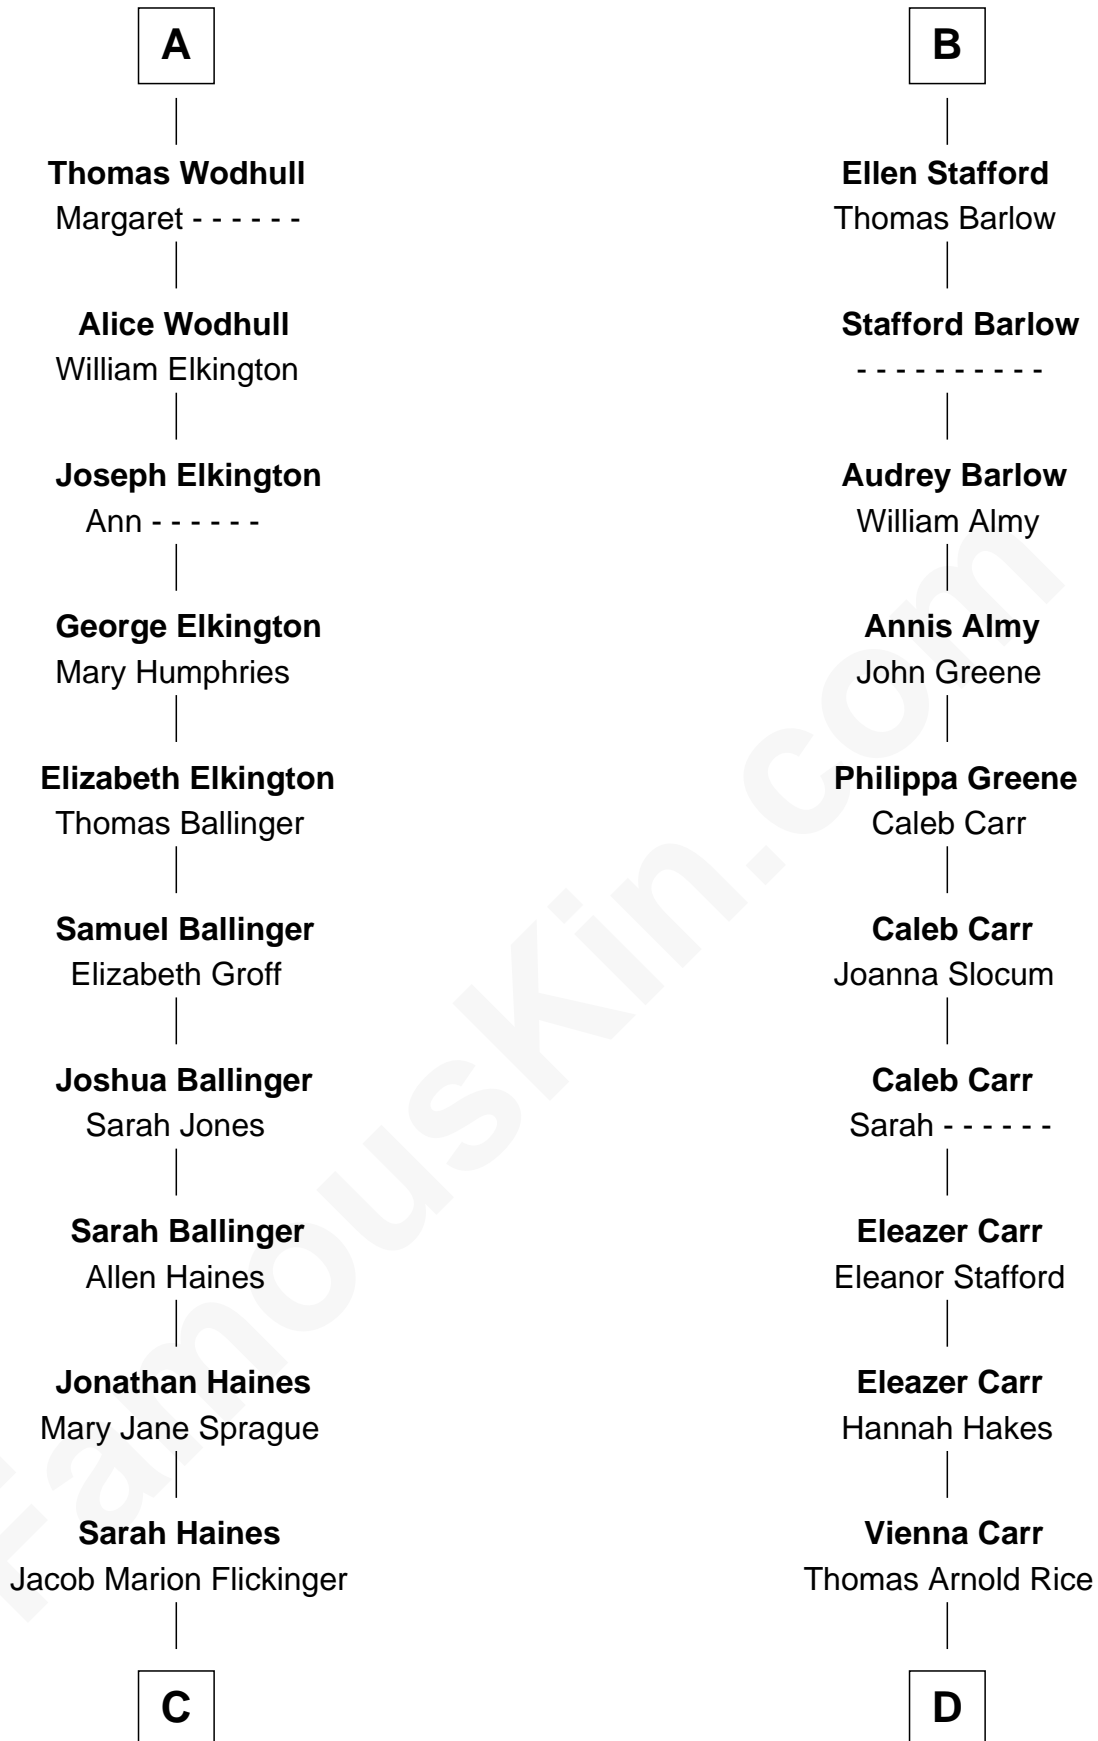 A
Thomas Wodhull
Margaret - - - - - -
Alice Wodhull
William Elkington
Joseph Elkington
Ann - - - - - -
George Elkington
Mary Humphries
Elizabeth Elkington
Thomas Ballinger
Samuel Ballinger
Elizabeth Groff
Joshua Ballinger
Sarah Jones
Sarah Ballinger
Allen Haines
Jonathan Haines
Mary Jane Sprague
Sarah Haines
Jacob Marion Flickinger
C
B
Ellen Stafford
Thomas Barlow
Stafford Barlow
- - - - - - - - - -
Audrey Barlow
William Almy
Annis Almy
John Greene
Philippa Greene
Caleb Carr
Caleb Carr
Joanna Slocum
Caleb Carr
Sarah - - - - - -
Eleazer Carr
Eleanor Stafford
Eleazer Carr
Hannah Hakes
Vienna Carr
Thomas Arnold Rice
D
FamousKin.com